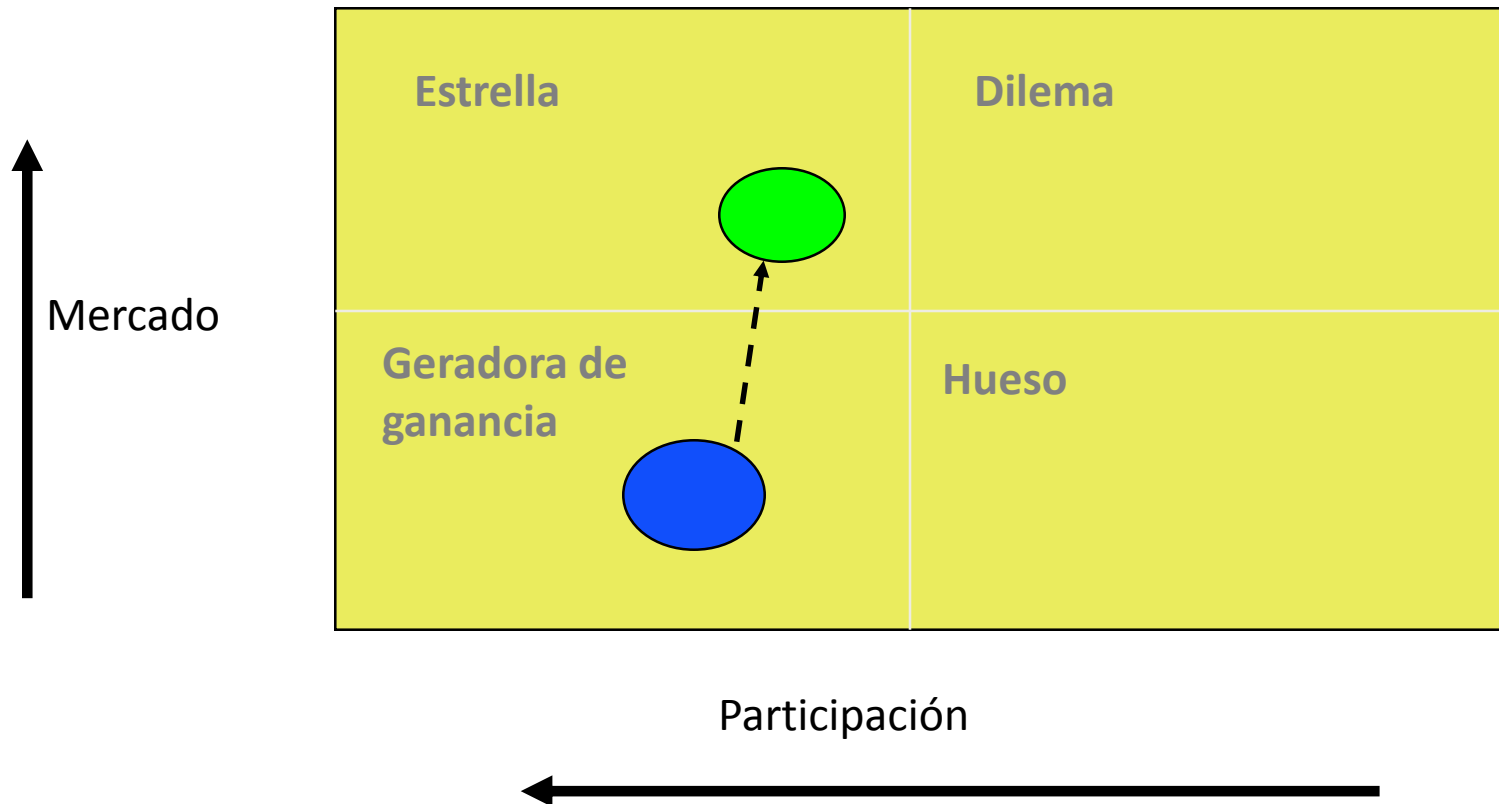 Estrella
Dilema
Mercado
Geradora de
ganancia
Hueso
Participación